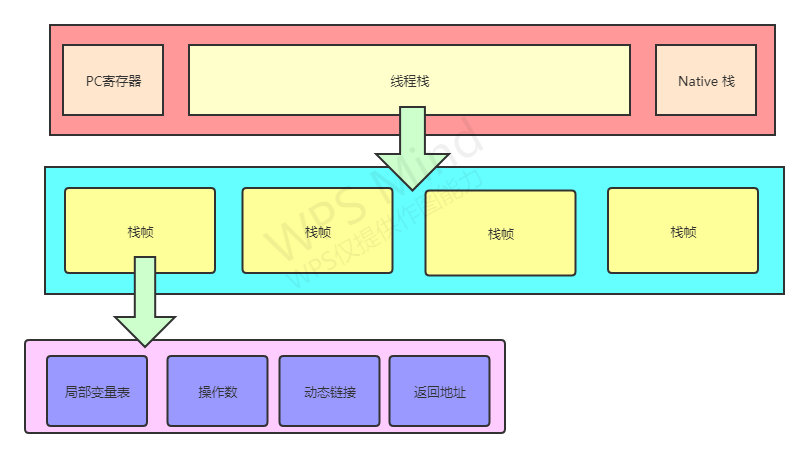 PC寄存器
线程栈
Native 栈
栈帧
栈帧
栈帧
栈帧
WPS Mind
WPS仅提供作图能力
局部变量表
操作数
动态链接
返回地址